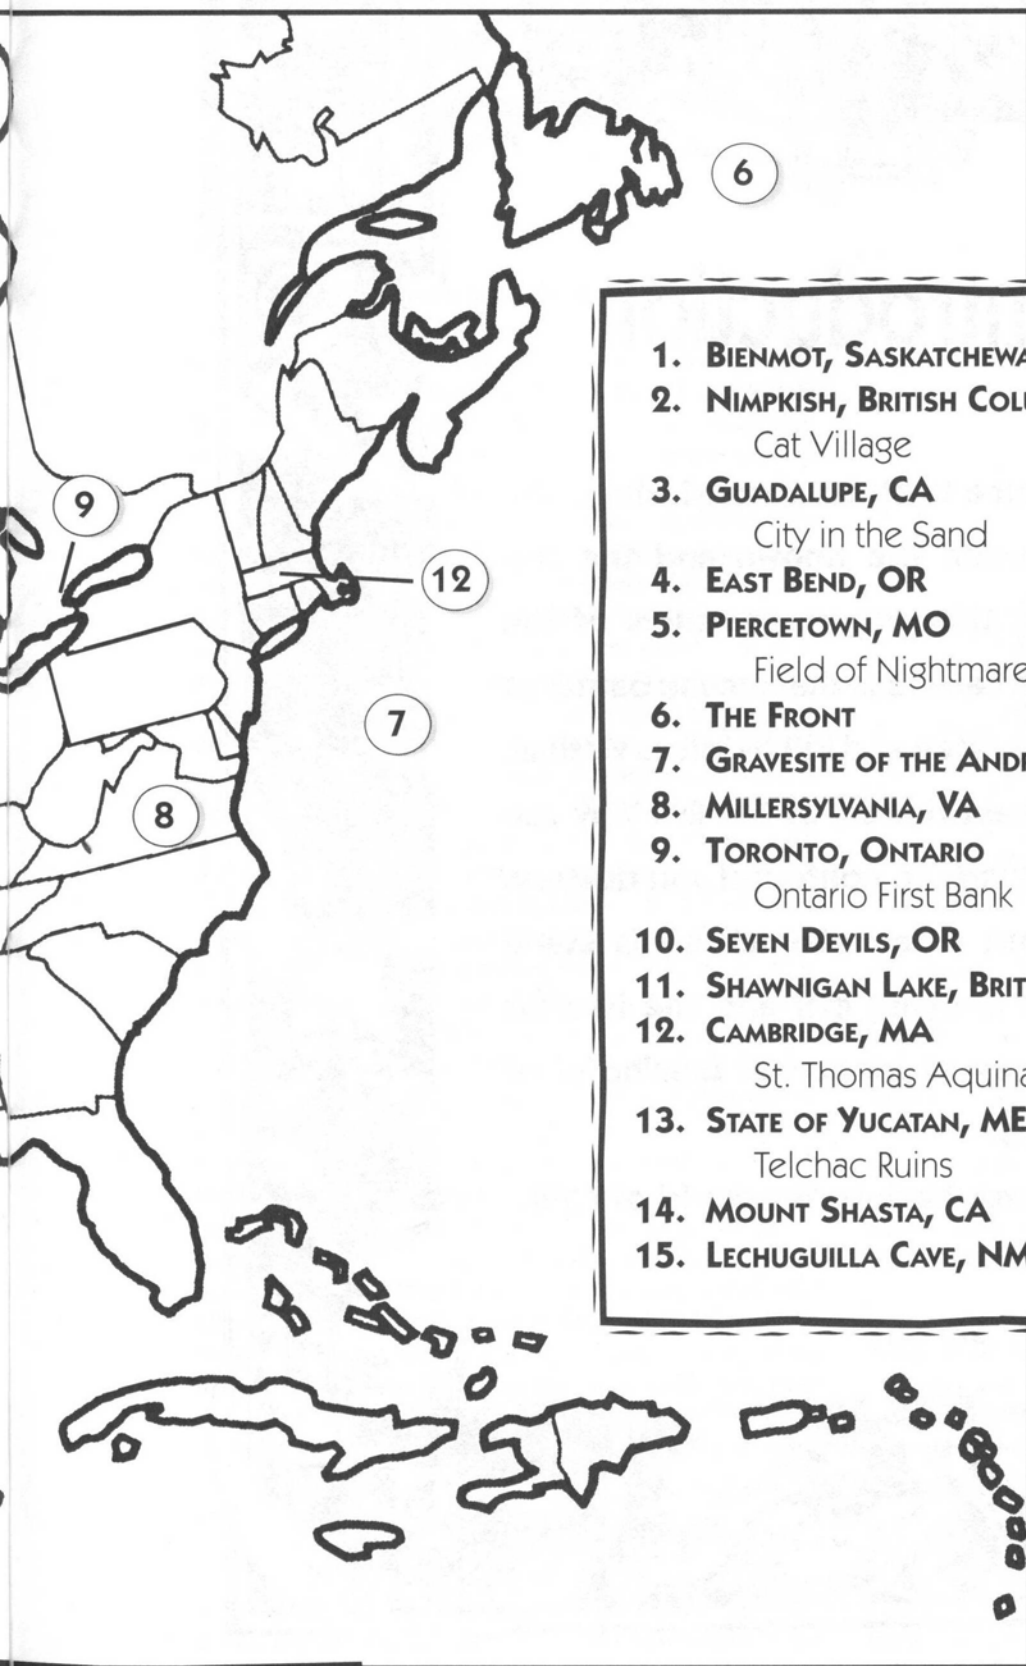 6
9
12
7
8
1. BIENMOT, SASKATCHEWA
2. NIMPKISH, BRITISH COLU
Cat Village
3. GUADALUPE, CA
City in the Sand
4. EAST BEND, OR
5. PIERCETOWN, MO
Field of Nightmare
6. THE FRONT
7. GRAVESITE OF THE AND
8. MILLERSYLVANIA, VA
9. TORONTO, ONTARIO
Ontario First Bank
10. SEVEN DEVILS, OR
11. SHAWNIGAN LAKE, BRIT
12. CAMBRIDGE, MA
St. Thomas Aquina
13. STATE OF YUCATAN, ME
Telchac Ruins
14. MOUNT SHASTA, CA
15. LECHUGUILLA CAVE, NM